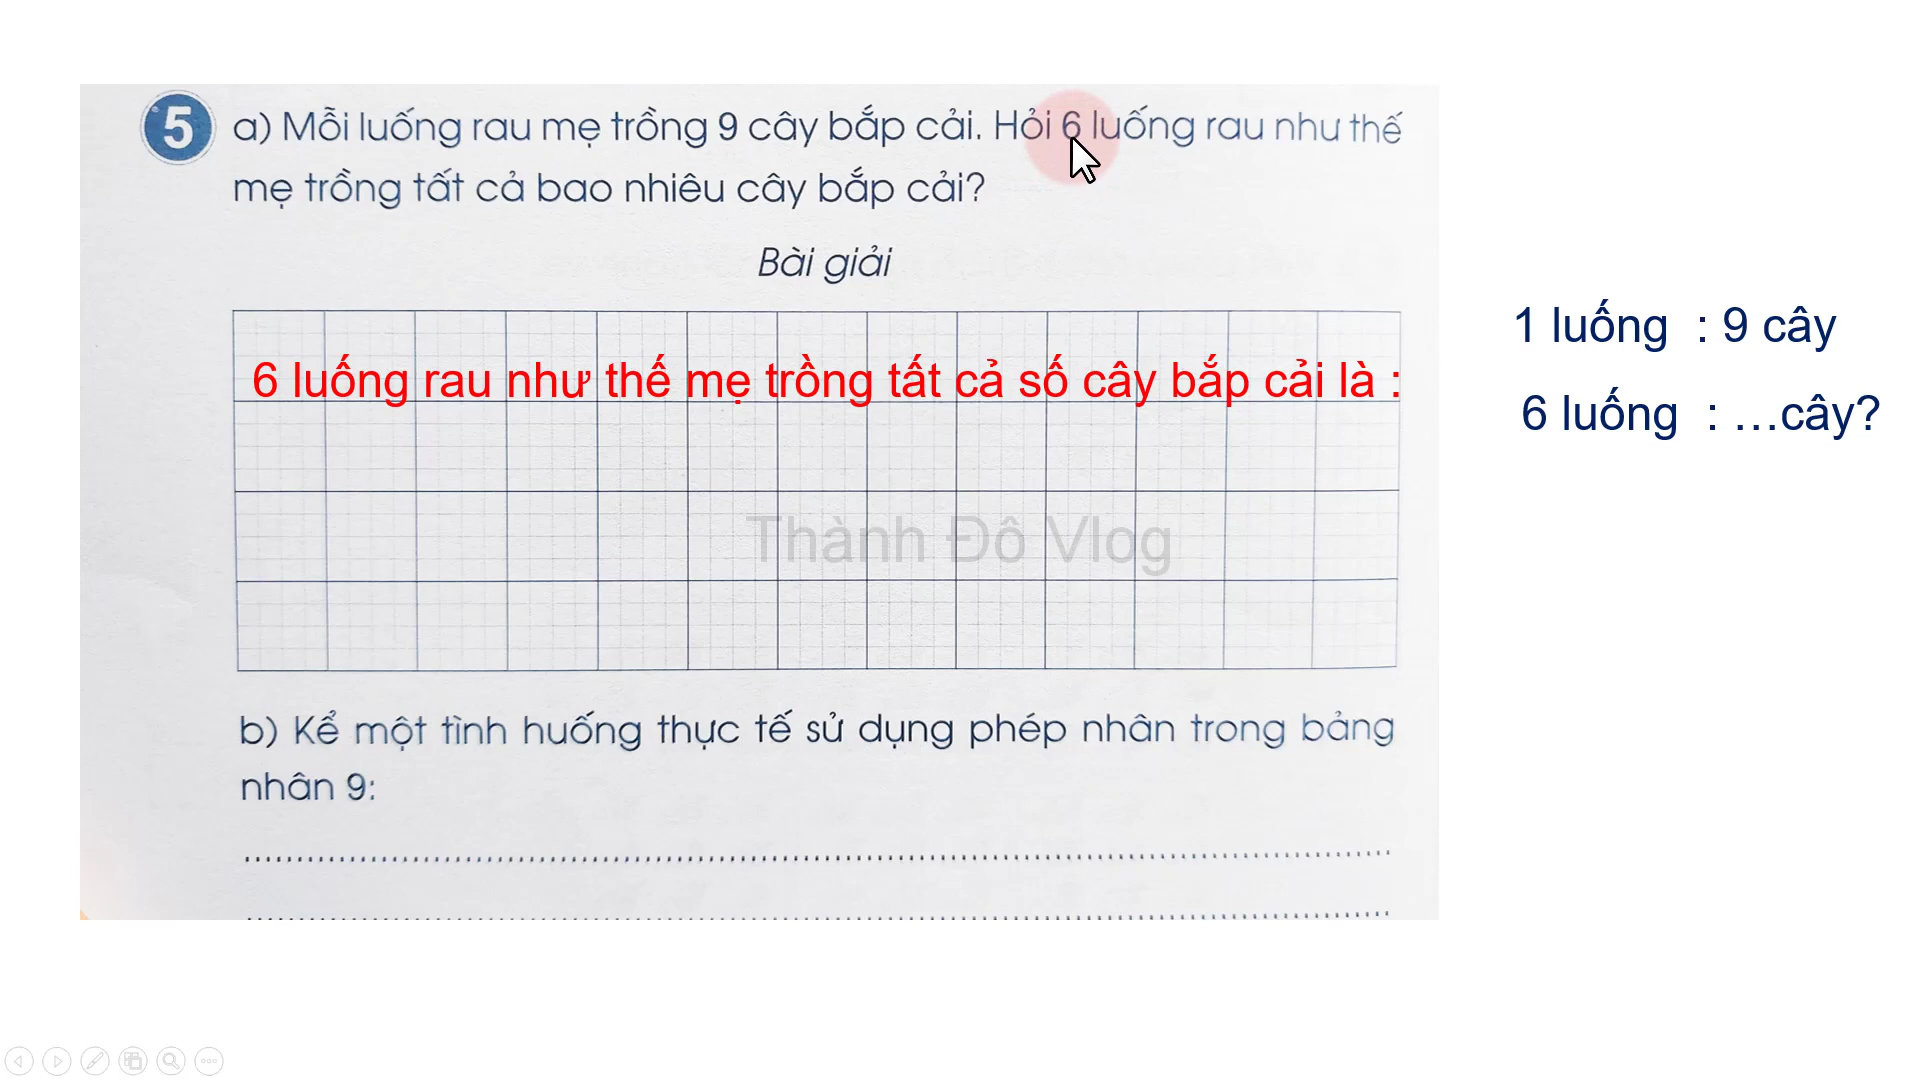 5
a) Mỗi luống rau mẹ trồng 9 cây bắp cải. Hỏi 6 luống rau như thế
mẹ trồng tất cả bao nhiêu cây bắp cải?
Bài giải
6 luống rau như thế mẹ trồng tất cả số cây bắp cải là :
Thành Đô Vlog
b) Kể một tình huống thực tế sử dụng phép nhân trong bảng
nhân 9:
1 luống : 9 cây
6 luống : ...cây?